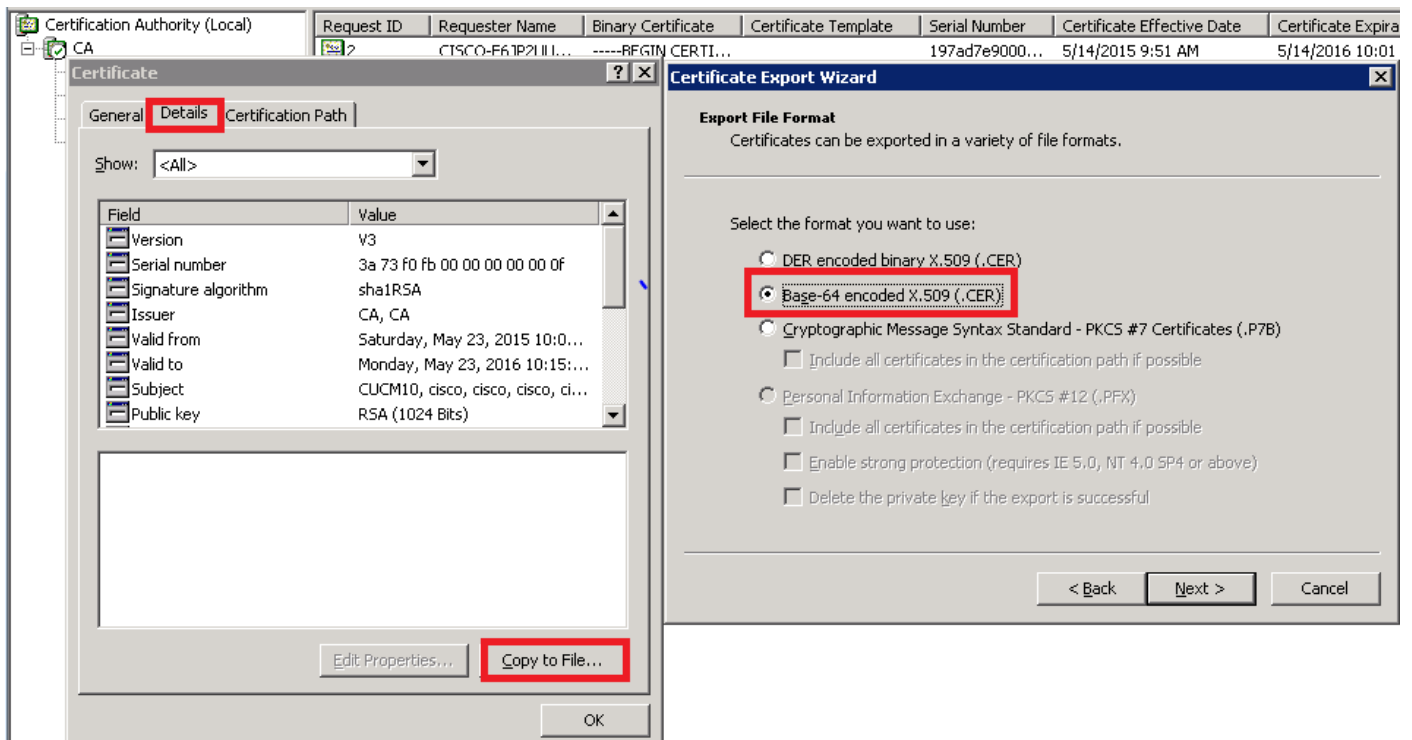 Certification Authority (Local)
CA
Request ID Requester Name Binary Certificate Certificate Template Serial Number Certificate Effective Date Certificate Expira
2 -----BEGIN CERTI... 197ad7e9000... 5/14/2015 9:51 AM 5/14/2016 10:01
Certificate
General Details Certification Path
Show: <All>
Field Value
Version V3
Serial number 3a 73 f0 fb 00 00 00 00 00 0f
Signature algorithm sha1RSA
Issuer CA, CA
Valid from Saturday, May 23, 2015 10:0...
Valid to Monday, May 23, 2016 10:15:...
Subject CUCM10, cisco, cisco, cisco, ci...
Public key RSA (1024 Bits)
Edit Properties... Copy to File...
OK
Certificate Export Wizard
Export File Format
Certificates can be exported in a variety of file formats.
Select the format you want to use:
DER encoded binary X.509 (.CER)
Base-64 encoded X.509 (.CER)
Cryptographic Message Syntax Standard - PKCS #7 Certificates (.P7B)
Include all certificates in the certification path if possible
Personal Information Exchange - PKCS #12 (.PFX)
Include all certificates in the certification path if possible
Enable strong protection (requires IE 5.0, NT 4.0 SP4 or above)
Delete the private key if the export is successful
< Back Next > Cancel